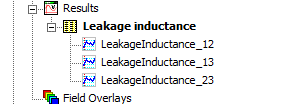 Results
Leakage inductance
LeakageInductance_12
LeakageInductance_13
LeakageInductance_23
Field Overlays